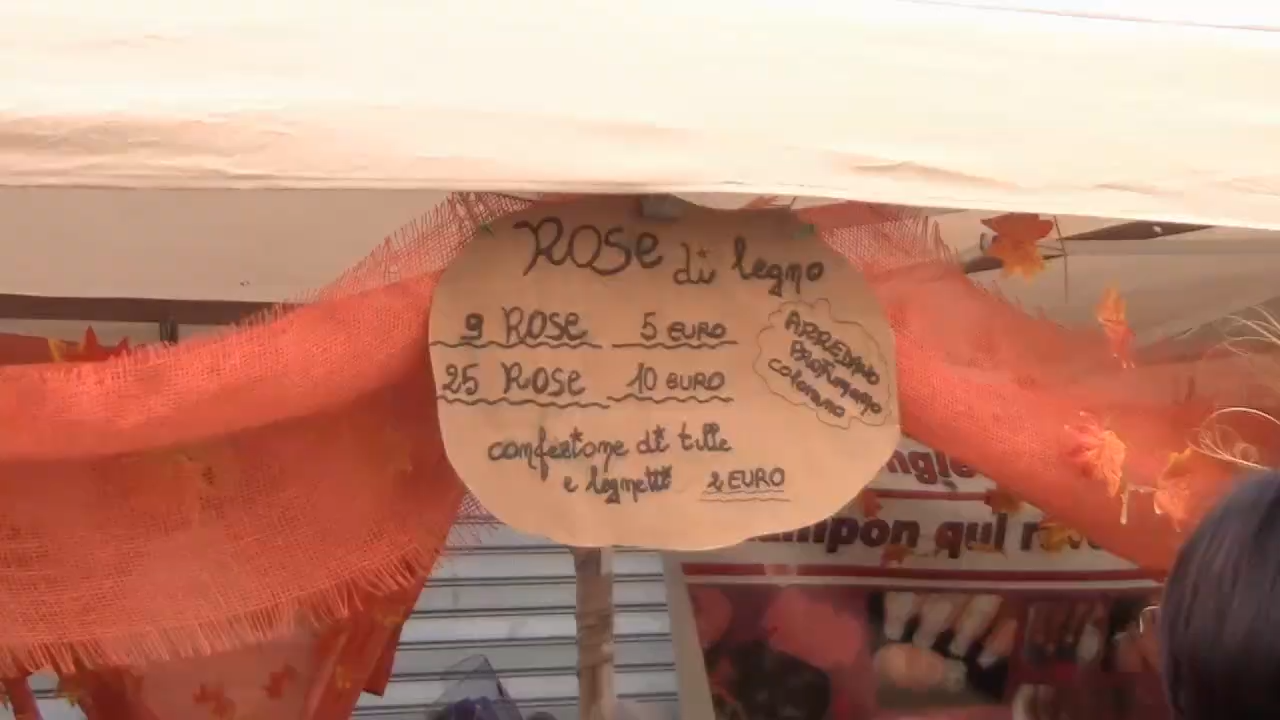 ROSE di legno
9 ROSE 5 EURO
25 ROSE 10 EURO
ARREDANO
PROFUMANO
colorano
confezione di tulle
e legnetti 2 EURO
ngie
mpon qui